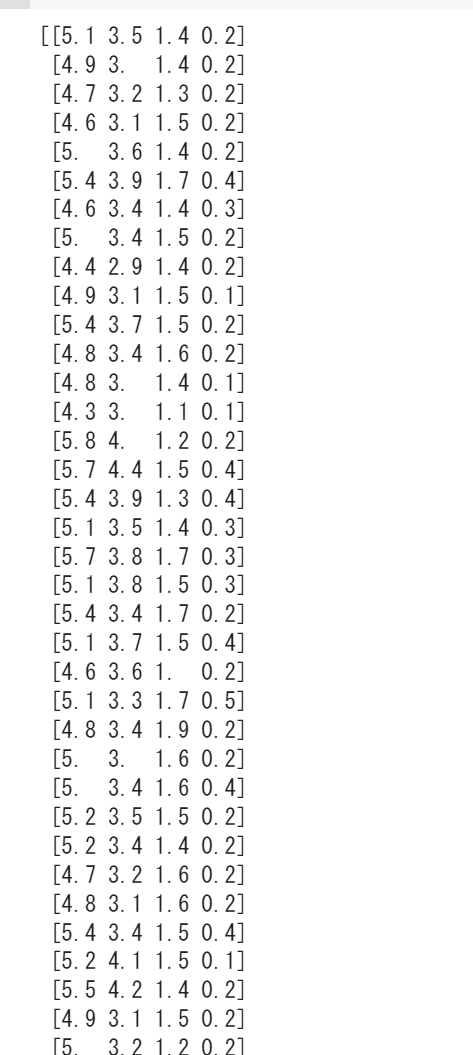 [[5.1 3.5 1.4 0.2]
 [4.9 3.  1.4 0.2]
 [4.7 3.2 1.3 0.2]
 [4.6 3.1 1.5 0.2]
 [5.  3.6 1.4 0.2]
 [5.4 3.9 1.7 0.4]
 [4.6 3.4 1.4 0.3]
 [5.  3.4 1.5 0.2]
 [4.4 2.9 1.4 0.2]
 [4.9 3.1 1.5 0.1]
 [5.4 3.7 1.5 0.2]
 [4.8 3.4 1.6 0.2]
 [4.8 3.  1.4 0.1]
 [4.3 3.  1.1 0.1]
 [5.8 4.  1.2 0.2]
 [5.7 4.4 1.5 0.4]
 [5.4 3.9 1.3 0.4]
 [5.1 3.5 1.4 0.3]
 [5.7 3.8 1.7 0.3]
 [5.1 3.8 1.5 0.3]
 [5.4 3.4 1.7 0.2]
 [5.1 3.7 1.5 0.4]
 [4.6 3.6 1.  0.2]
 [5.1 3.3 1.7 0.5]
 [4.8 3.4 1.9 0.2]
 [5.  3.  1.6 0.2]
 [5.  3.4 1.6 0.4]
 [5.2 3.5 1.5 0.2]
 [5.2 3.4 1.4 0.2]
 [4.7 3.2 1.6 0.2]
 [4.8 3.1 1.6 0.2]
 [5.4 3.4 1.5 0.4]
 [5.2 4.1 1.5 0.1]
 [5.5 4.2 1.4 0.2]
 [4.9 3.1 1.5 0.2]
 [5.  3.2 1.2 0.2]